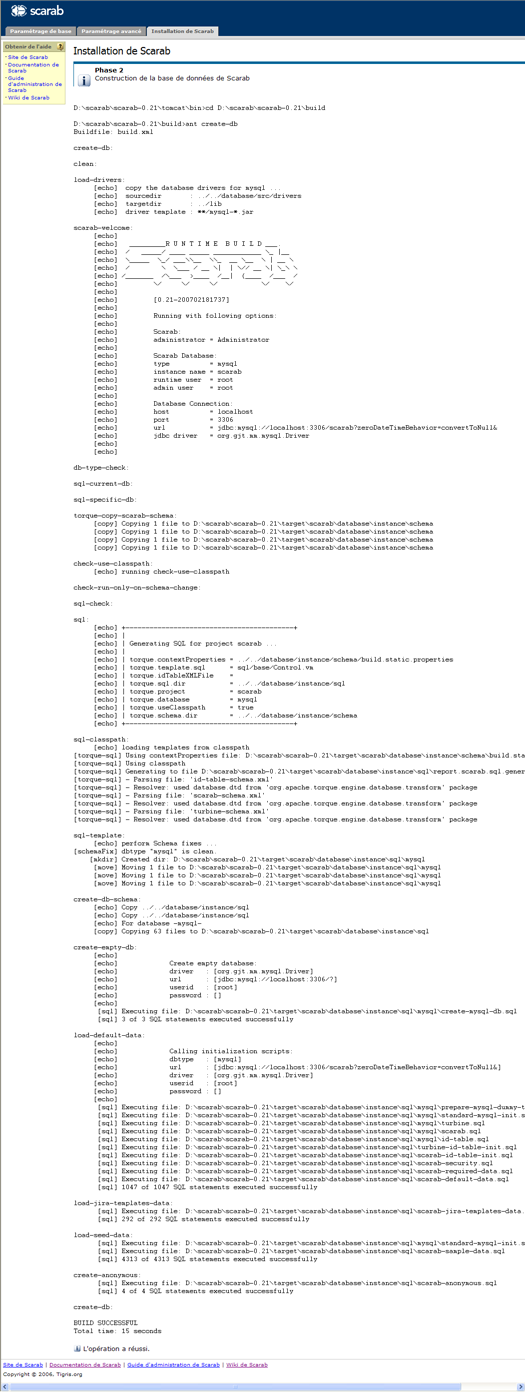 scarab
Paramétrage de base
Paramétrage avancé
Installation de Scarab
Obtenir de l'aide
Site de Scarab
Documentation de
Scarab
Guide
d'administration de
Scarab
Wiki de Scarab
Installation de Scarab
Phase 2
Construction de la base de données de Scarab
D:\scarab\scarab-0.21\tomcat\bin>cd D:\scarab\scarab-0.21\build
D:\scarab\scarab-0.21\build>ant create-db
Buildfile: build.xml
create-db:
clean:
load-drivers:
[echo] copy the database drivers for mysql ...
[echo] sourcedir : ../../database/src/drivers
[echo] targetdir : ../lib
[echo] driver template : **/mysql-*.jar
scarab-welcome:
[echo]
[echo] __________R U N T I M E  B U I L D ___
[echo]
[echo]
[echo]
[echo]
[echo]
[echo]
[echo]
[echo] [0.21-200702181737]
[echo]
[echo] Running with following options:
[echo]
[echo] Scarab:
[echo] administrator = Administrator
[echo]
[echo] Scarab Database:
[echo] type = mysql
[echo] instance name = scarab
[echo] runtime user = root
[echo] admin user = root
[echo]
[echo] Database Connection:
[echo] host = localhost
[echo] port = 3306
[echo] url = jdbc:mysql://localhost:3306/scarab?zeroDateTimeBehavior=convertToNull&
[echo] jdbc driver = org.gjt.mm.mysql.Driver
[echo]
[echo]
db-type-check:
sql-current-db:
sql-specific-db:
torque-copy-scarab-schema:
[copy] Copying 1 file to D:\scarab\scarab-0.21\target\scarab\database\instance\schema
[copy] Copying 1 file to D:\scarab\scarab-0.21\target\scarab\database\instance\schema
[copy] Copying 1 file to D:\scarab\scarab-0.21\target\scarab\database\instance\schema
[copy] Copying 1 file to D:\scarab\scarab-0.21\target\scarab\database\instance\schema
check-use-classpath:
[echo] running check-use-classpath
check-run-only-on-schema-change:
sql-check:
sql:
[echo] +------------------------------------------+
[echo] |
[echo] | Generating SQL for project scarab ...
[echo] |
[echo] | torque.contextProperties = ../../database/instance/schema/build.static.properties
[echo] | torque.template.sql = sql/base/Control.vm
[echo] | torque.idTableXMLFile =
[echo] | torque.sql.dir = ../../database/instance/sql
[echo] | torque.project = scarab
[echo] | torque.database = mysql
[echo] | torque.useClasspath = true
[echo] | torque.schema.dir = ../../database/instance/schema
[echo] +------------------------------------------+
sql-classpath:
[echo] loading templates from classpath
[torque-sql] Using contextProperties file: D:\scarab\scarab-0.21\target\scarab\database\instance\schema\build.sta
[torque-sql] Using classpath
[torque-sql] Generating to file D:\scarab\scarab-0.21\target\scarab\database\instance\sql\report.scarab.sql.gener
[torque-sql] - Parsing file: 'id-table-schema.xml'
[torque-sql] - Resolver: used database.dtd from 'org.apache.torque.engine.database.transform' package
[torque-sql] - Parsing file: 'scarab-schema.xml'
[torque-sql] - Resolver: used database.dtd from 'org.apache.torque.engine.database.transform' package
[torque-sql] - Parsing file: 'turbine-schema.xml'
[torque-sql] - Resolver: used database.dtd from 'org.apache.torque.engine.database.transform' package
sql-template:
[echo] perform Schema fixes ...
[schemaFix] dbtype "mysql" is clean.
[mkdir] Created dir: D:\scarab\scarab-0.21\target\scarab\database\instance\sql\mysql
[move] Moving 1 file to D:\scarab\scarab-0.21\target\scarab\database\instance\sql\mysql
[move] Moving 1 file to D:\scarab\scarab-0.21\target\scarab\database\instance\sql\mysql
[move] Moving 1 file to D:\scarab\scarab-0.21\target\scarab\database\instance\sql\mysql
create-db-schema:
[echo] Copy ../../database/instance/sql
[echo] Copy ../../database/instance/sql
[echo] For database -mysql-
[copy] Copying 63 files to D:\scarab\scarab-0.21\target\scarab\database\instance\sql
create-empty-db:
[echo]
[echo] Create empty database:
[echo] driver : [org.gjt.mm.mysql.Driver]
[echo] url : [jdbc:mysql://localhost:3306/?]
[echo] userid : [root]
[echo] password : []
[echo]
[sql] Executing file: D:\scarab\scarab-0.21\target\scarab\database\instance\sql\mysql\create-mysql-db.sql
[sql] 3 of 3 SQL statements executed successfully
load-default-data:
[echo]
[echo] Calling initialization scripts:
[echo] dbtype : [mysql]
[echo] url : [jdbc:mysql://localhost:3306/scarab?zeroDateTimeBehavior=convertToNull&]
[echo] driver : [org.gjt.mm.mysql.Driver]
[echo] userid : [root]
[echo] password : []
[echo]
[sql] Executing file: D:\scarab\scarab-0.21\target\scarab\database\instance\sql\mysql\prepare-mysql-dummy-t
[sql] Executing file: D:\scarab\scarab-0.21\target\scarab\database\instance\sql\mysql\standard-mysql-init.s
[sql] Executing file: D:\scarab\scarab-0.21\target\scarab\database\instance\sql\mysql\turbine.sql
[sql] Executing file: D:\scarab\scarab-0.21\target\scarab\database\instance\sql\mysql\scarab.sql
[sql] Executing file: D:\scarab\scarab-0.21\target\scarab\database\instance\sql\mysql\id-table.sql
[sql] Executing file: D:\scarab\scarab-0.21\target\scarab\database\instance\sql\turbine-id-table-init.sql
[sql] Executing file: D:\scarab\scarab-0.21\target\scarab\database\instance\sql\scarab-id-table-init.sql
[sql] Executing file: D:\scarab\scarab-0.21\target\scarab\database\instance\sql\scarab-security.sql
[sql] Executing file: D:\scarab\scarab-0.21\target\scarab\database\instance\sql\scarab-required-data.sql
[sql] Executing file: D:\scarab\scarab-0.21\target\scarab\database\instance\sql\scarab-default-data.sql
[sql] 1047 of 1047 SQL statements executed successfully
load-jira-templates-data:
[sql] Executing file: D:\scarab\scarab-0.21\target\scarab\database\instance\sql\scarab-jira-templates-data.
[sql] 292 of 292 SQL statements executed successfully
load-seed-data:
[sql] Executing file: D:\scarab\scarab-0.21\target\scarab\database\instance\sql\mysql\standard-mysql-init.s
[sql] Executing file: D:\scarab\scarab-0.21\target\scarab\database\instance\sql\scarab-sample-data.sql
[sql] 4313 of 4313 SQL statements executed successfully
create-anonymous:
[sql] Executing file: D:\scarab\scarab-0.21\target\scarab\database\instance\sql\scarab-anonymous.sql
[sql] 4 of 4 SQL statements executed successfully
create-db:
BUILD SUCCESSFUL
Total time: 15 seconds
L'opération a réussi.
Site de Scarab | Documentation de Scarab | Guide d'administration de Scarab | Wiki de Scarab
Copyright © 2006, Tigris.org